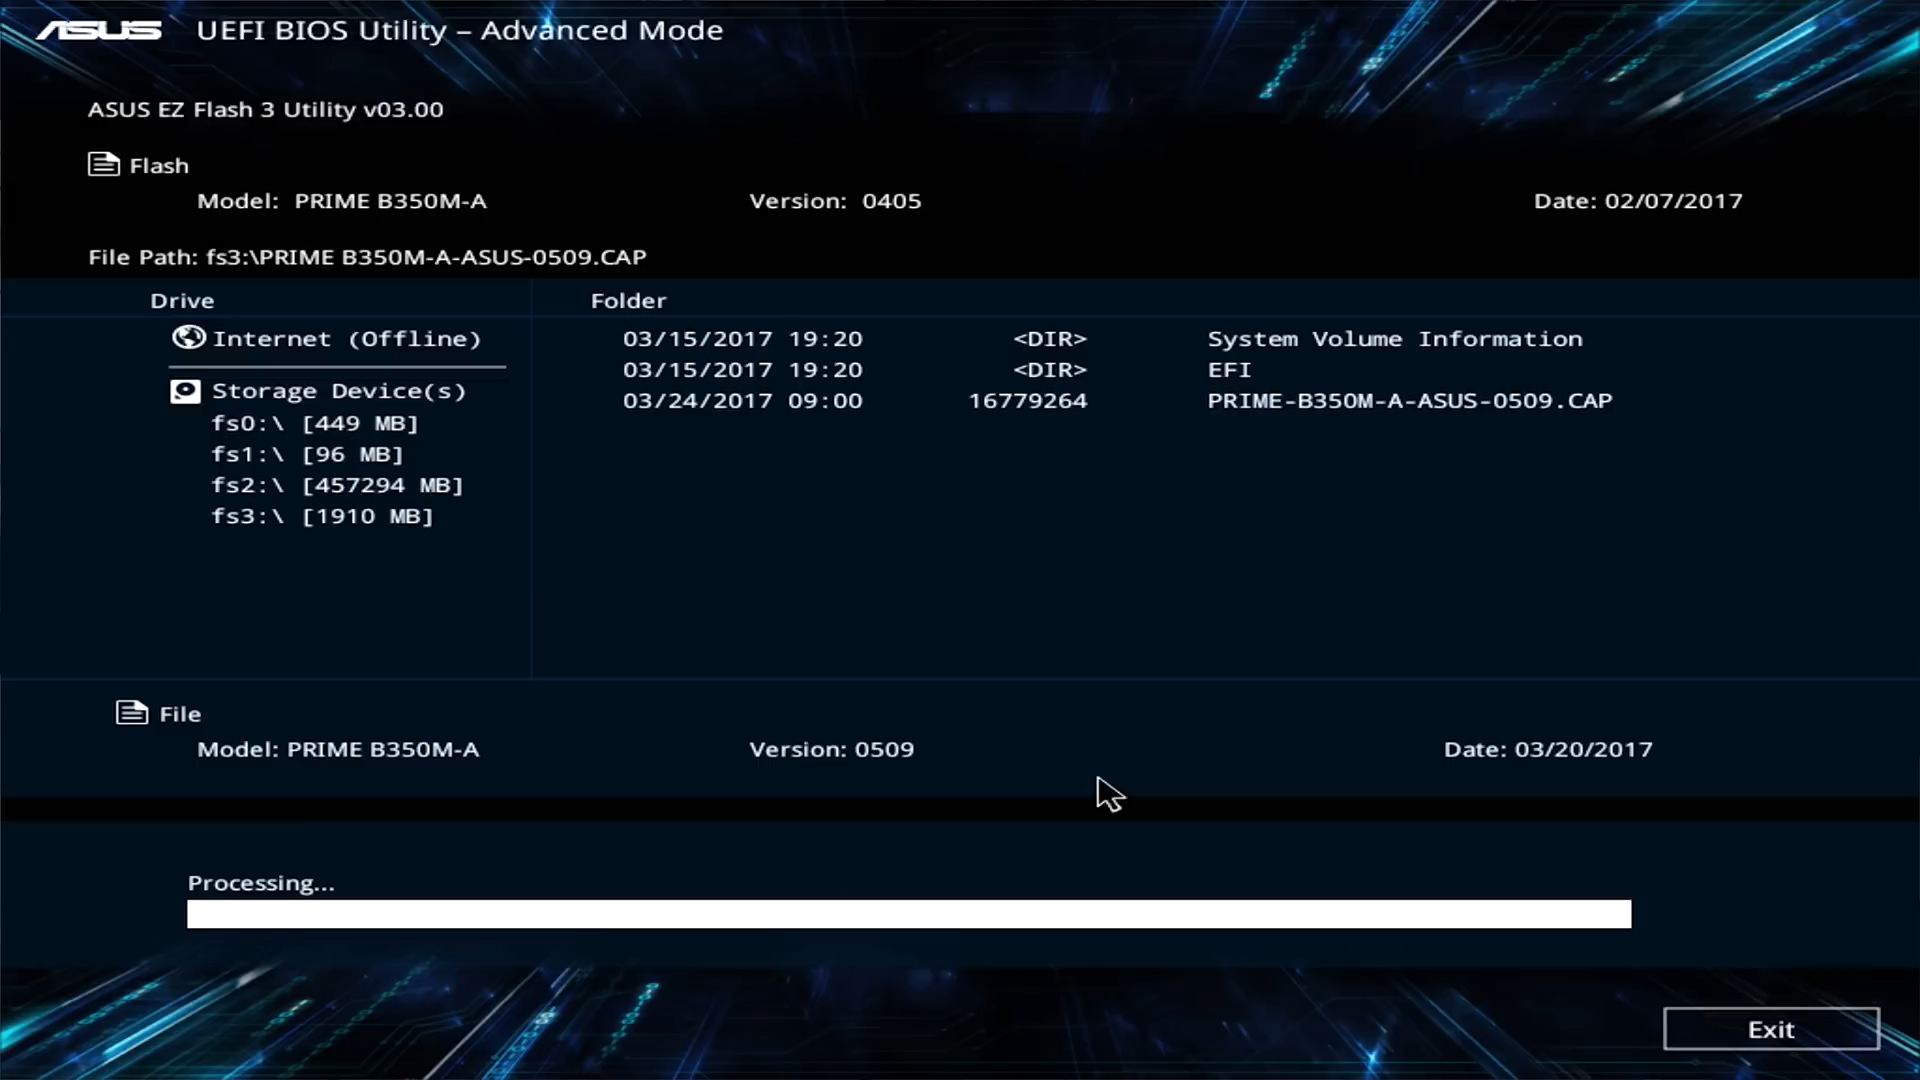 ASUS UEFI BIOS Utility – Advanced Mode
ASUS EZ Flash 3 Utility v03.00
Flash
Model: PRIME B350M-A Version: 0405 Date: 02/07/2017
File Path: fs3:\PRIME B350M-A-ASUS-0509.CAP
Drive Folder
Internet (Offline)
Storage Device(s)
fs0:\ [449 MB]
fs1:\ [96 MB]
fs2:\ [457294 MB]
fs3:\ [1910 MB]
03/15/2017 19:20 <DIR> System Volume Information
03/15/2017 19:20 <DIR> EFI
03/24/2017 09:00 16779264 PRIME-B350M-A-ASUS-0509.CAP
File
Model: PRIME B350M-A Version: 0509 Date: 03/20/2017
Processing...
Exit